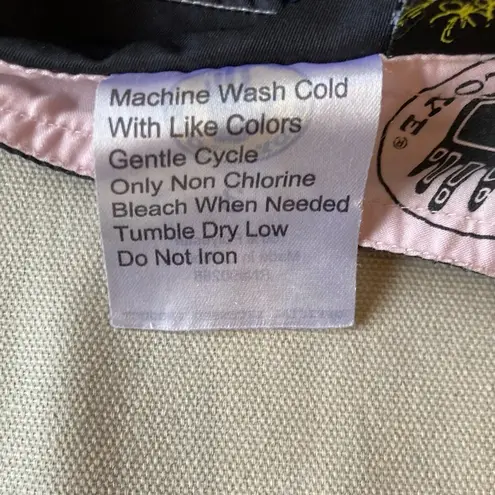 Machine Wash Cold
With Like Colors
Gentle Cycle
Only Non Chlorine
Bleach When Needed
Tumble Dry Low
Do Not Iron